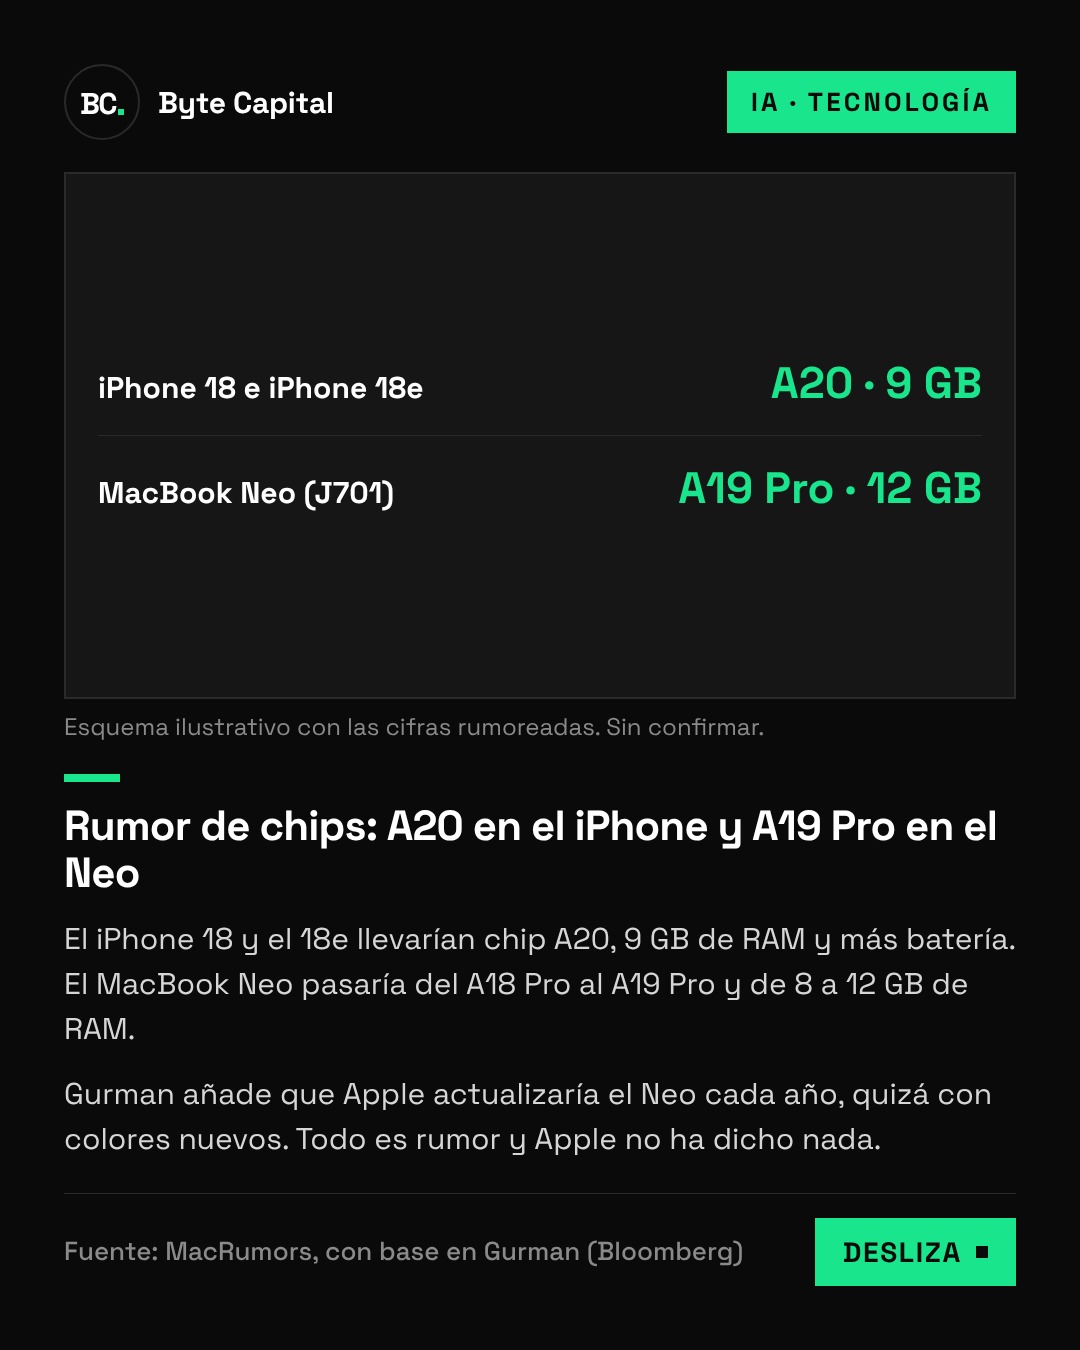 BC.
Byte Capital
IA · TECNOLOGÍA
iPhone 18 e iPhone 18e
A20 · 9 GB
MacBook Neo (J701)
A19 Pro · 12 GB
Esquema ilustrativo con las cifras rumoreadas. Sin confirmar.
Rumor de chips: A20 en el iPhone y A19 Pro en el
Neo
El iPhone 18 y el 18e llevarían chip A20, 9 GB de RAM y más batería.
El MacBook Neo pasaría del A18 Pro al A19 Pro y de 8 a 12 GB de
RAM.
Gurman añade que Apple actualizaría el Neo cada año, quizá con
colores nuevos. Todo es rumor y Apple no ha dicho nada.
Fuente: MacRumors, con base en Gurman (Bloomberg)
DESLIZA